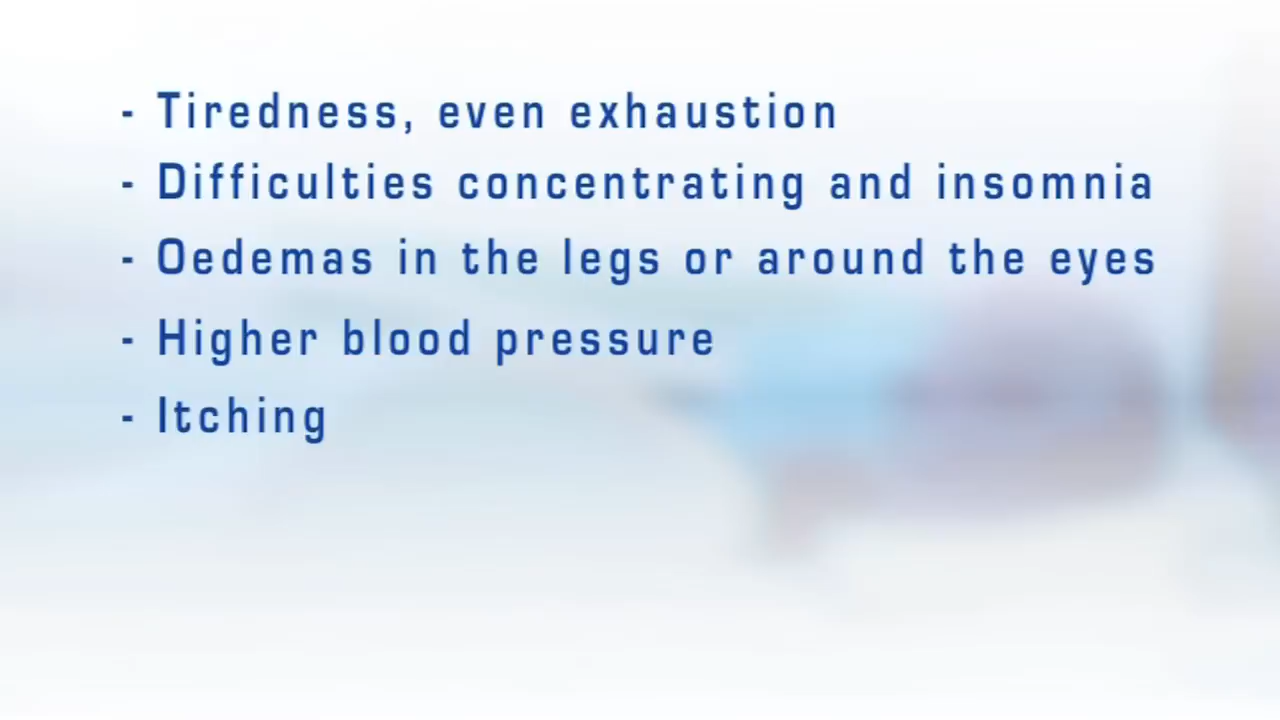 - Tiredness, even exhaustion
- Difficulties concentrating and insomnia
- Oedemas in the legs or around the eyes
- Higher blood pressure
- Itching